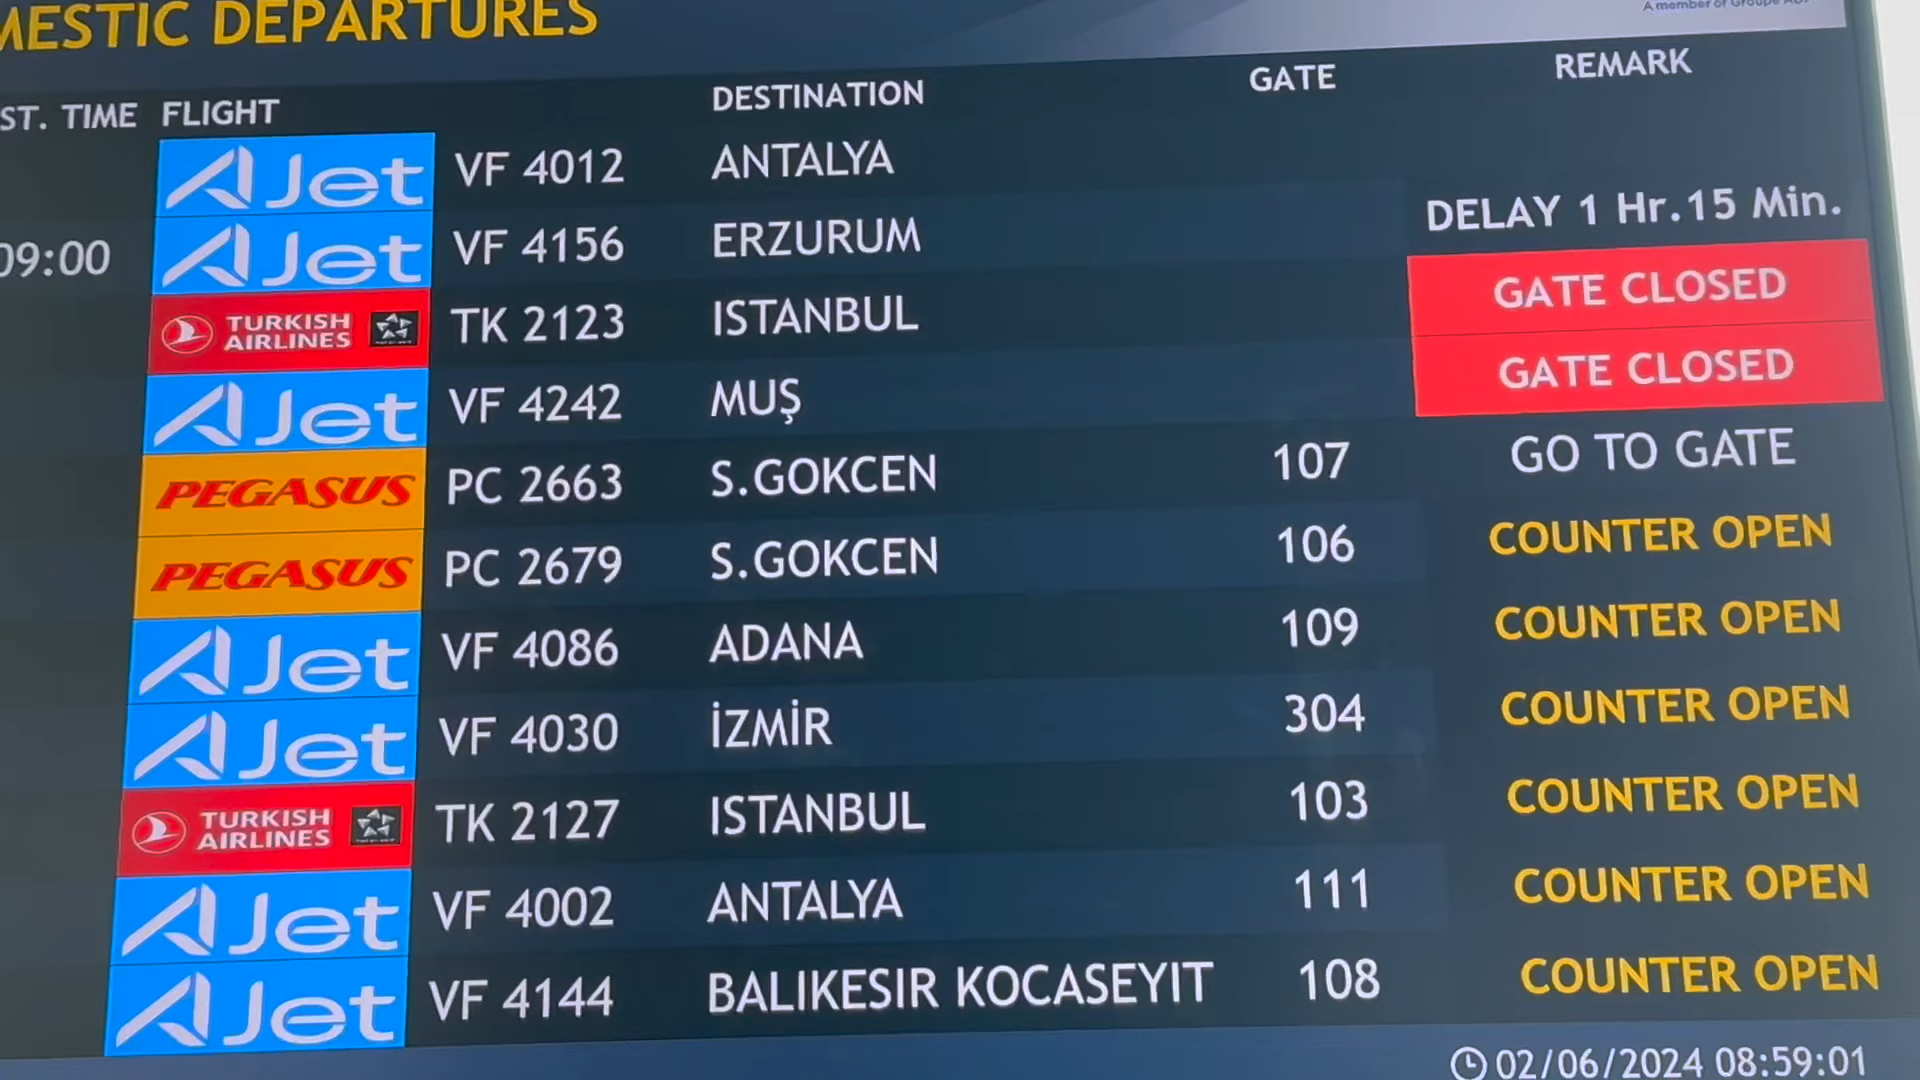 MESTIC DEPARTURES
A member of Groupe ADP
ST. TIME FLIGHT DESTINATION GATE REMARK
AJet VF 4012 ANTALYA
09:00 AJet VF 4156 ERZURUM DELAY 1 Hr.15 Min.
TURKISH AIRLINES TK 2123 ISTANBUL GATE CLOSED
AJet VF 4242 MUŞ GATE CLOSED
PEGASUS PC 2663 S.GOKCEN 107 GO TO GATE
PEGASUS PC 2679 S.GOKCEN 106 COUNTER OPEN
AJet VF 4086 ADANA 109 COUNTER OPEN
AJet VF 4030 İZMİR 304 COUNTER OPEN
TURKISH AIRLINES TK 2127 ISTANBUL 103 COUNTER OPEN
AJet VF 4002 ANTALYA 111 COUNTER OPEN
AJet VF 4144 BALIKESIR KOCASEYIT 108 COUNTER OPEN
02/06/2024 08:59:01